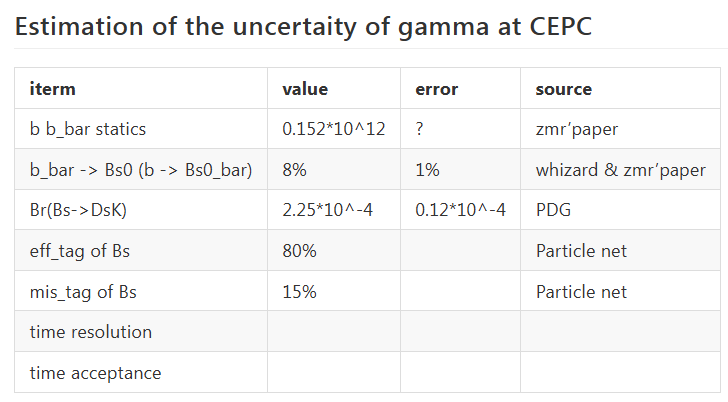 Estimation of the uncertaity of gamma at CEPC
iterm value error source
b b_bar statics 0.152*10^12 ? zmr'paper
b_bar -> Bs0 (b -> Bs0_bar) 8% 1% whizard & zmr'paper
Br(Bs->DsK) 2.25*10^-4 0.12*10^-4 PDG
eff_tag of Bs 80% Particle net
mis_tag of Bs 15% Particle net
time resolution
time acceptance